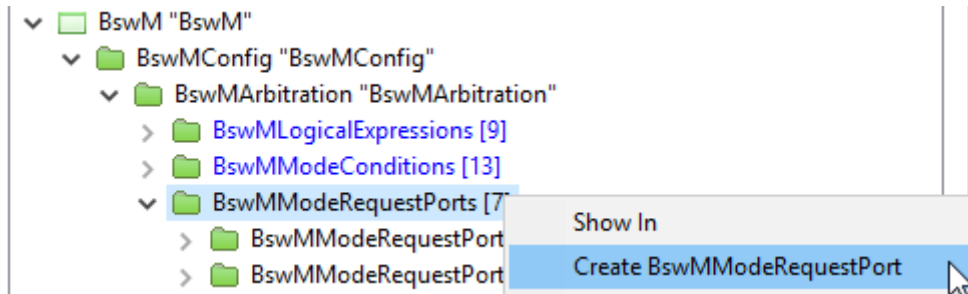 BswM "BswM"
BswMConfig "BswMConfig"
BswMArbitration "BswMArbitration"
BswMLogicalExpressions [9]
BswMModeConditions [13]
BswMModeRequestPorts [7]
Show In
BswMModeRequestPort
Create BswMModeRequestPort
BswMModeRequestPort